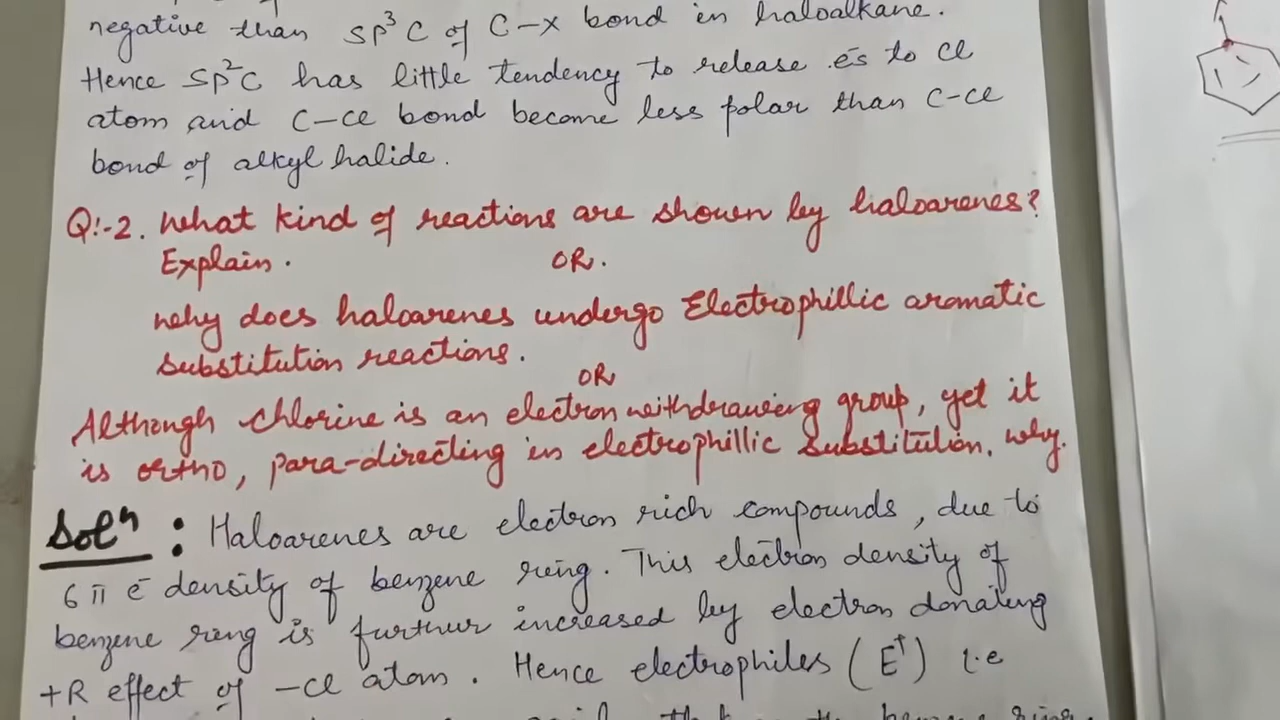 negative than sp³C of C-X bond in haloalkane.
Hence sp²C has little tendency to release és to Cl
atom and C-Cl bond become less polar than C-Cl
bond of alkyl halide.
Q:-2. What kind of reactions are shown by haloarenes?
Explain. OR.
why does haloarenes undergo Electrophillic aromatic
substitution reactions.
OR
Although chlorine is an electron withdrawing group, yet it
is ortho, para-directing in electrophillic substitution. why.
Solⁿ : Haloarenes are electron rich compounds, due to
6 π ē density of benzene ring. This electron density of
benzene ring is further increased by electron donating
+R effect of -Cl atom. Hence electrophiles (E⁺) i.e
benzene ring